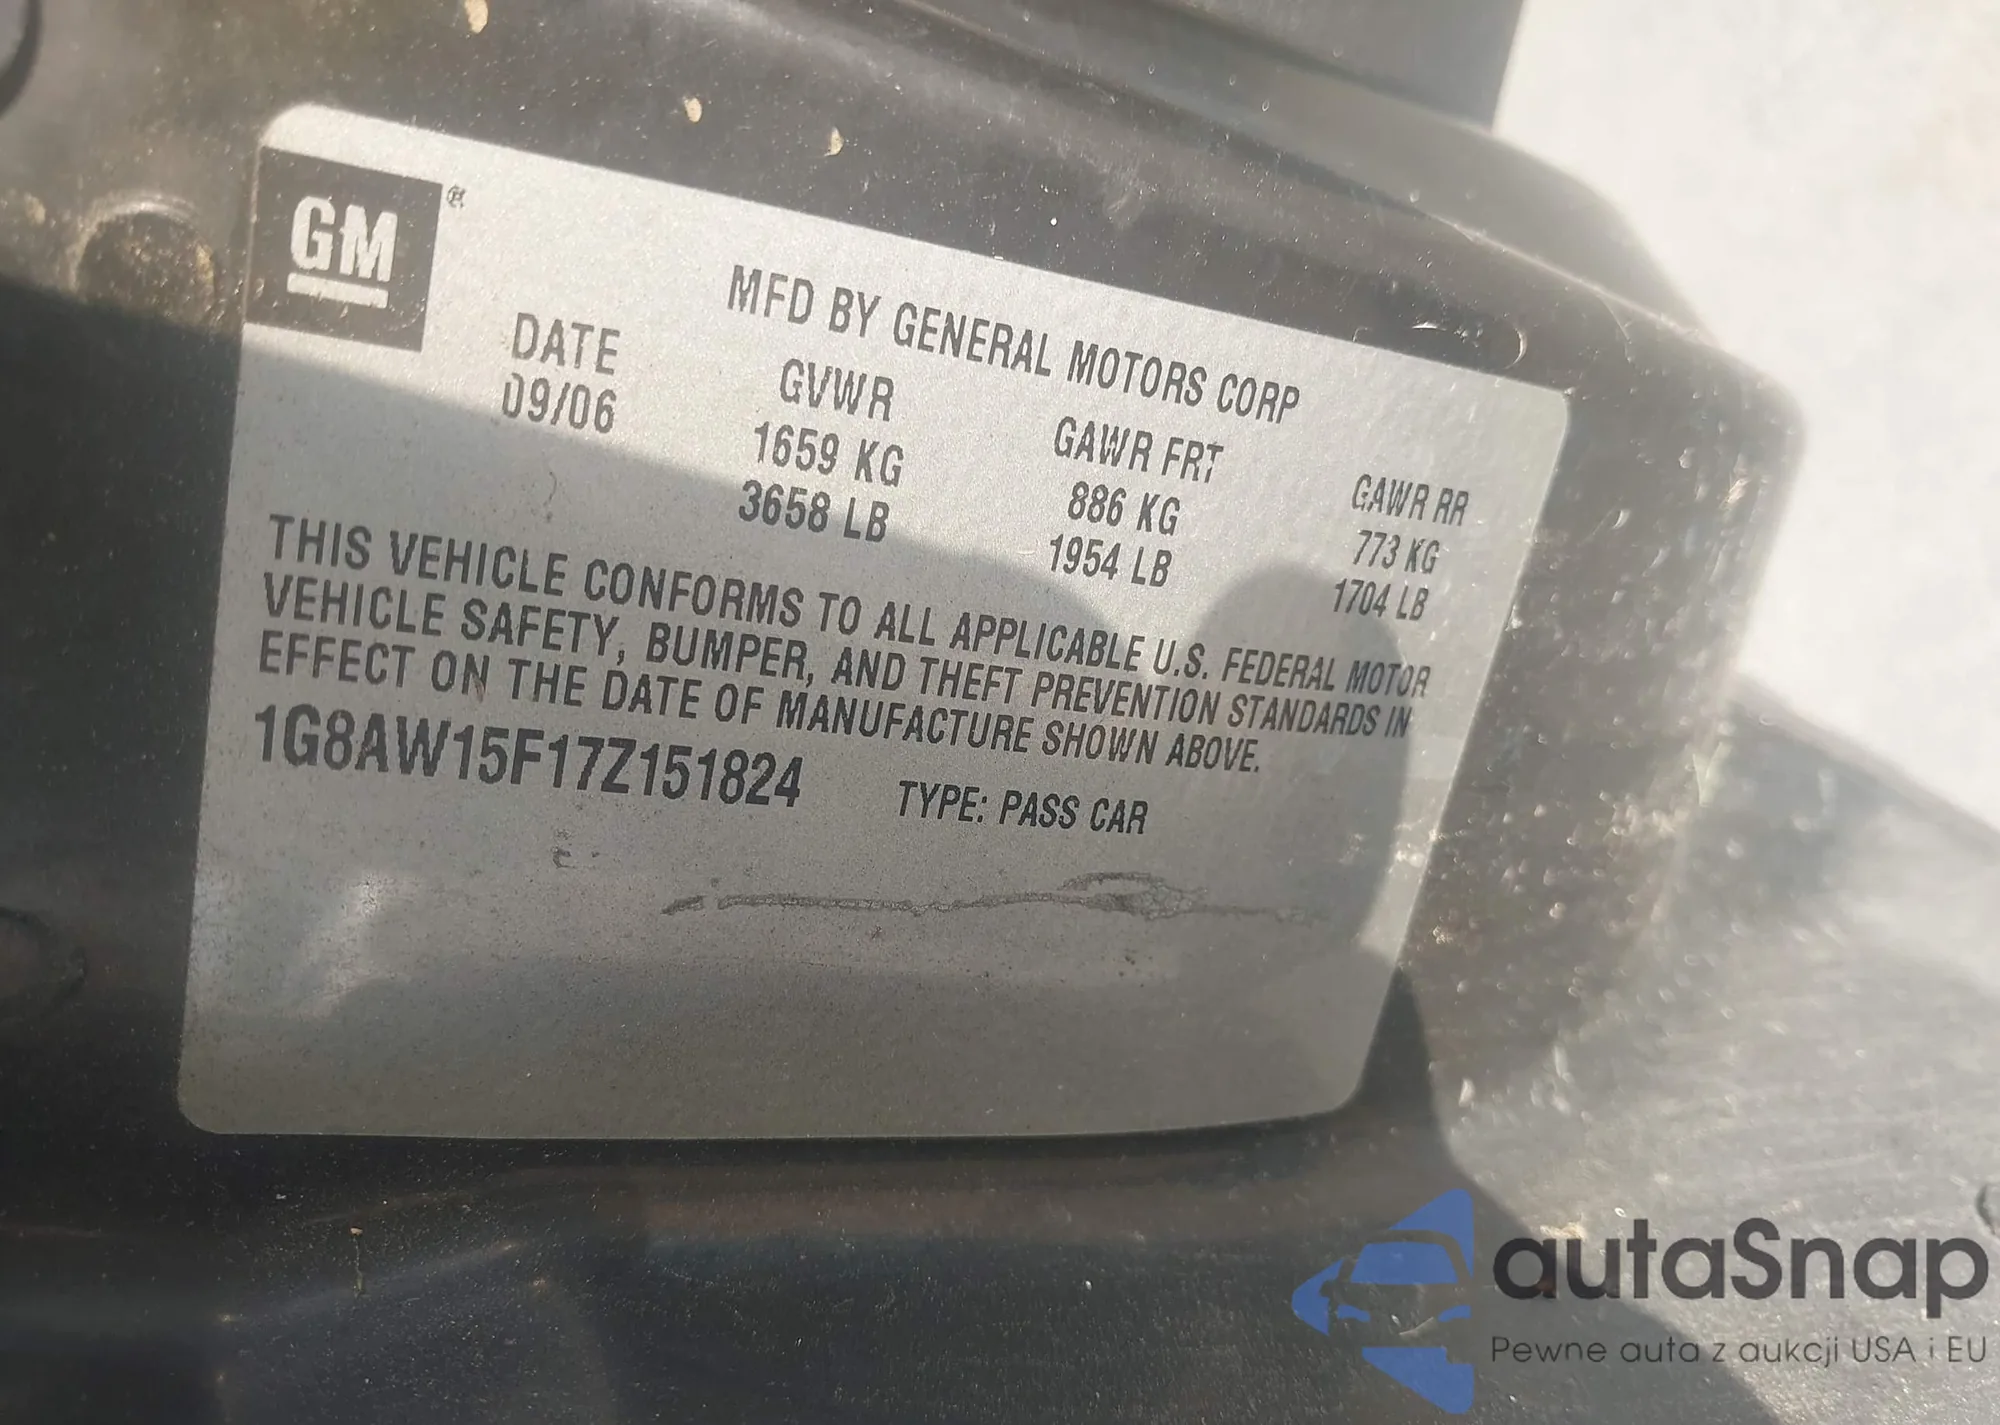 GM
MFD BY GENERAL MOTORS CORP
DATE GVWR GAWR FRT GAWR RR
09/06 1659 KG 886 KG 773 KG
3658 LB 1954 LB 1704 LB
THIS VEHICLE CONFORMS TO ALL APPLICABLE U.S. FEDERAL MOTOR
VEHICLE SAFETY, BUMPER, AND THEFT PREVENTION STANDARDS IN
EFFECT ON THE DATE OF MANUFACTURE SHOWN ABOVE.
1G8AW15F17Z151824 TYPE: PASS CAR
autaSnap
Pewne auta z aukcji USA i EU